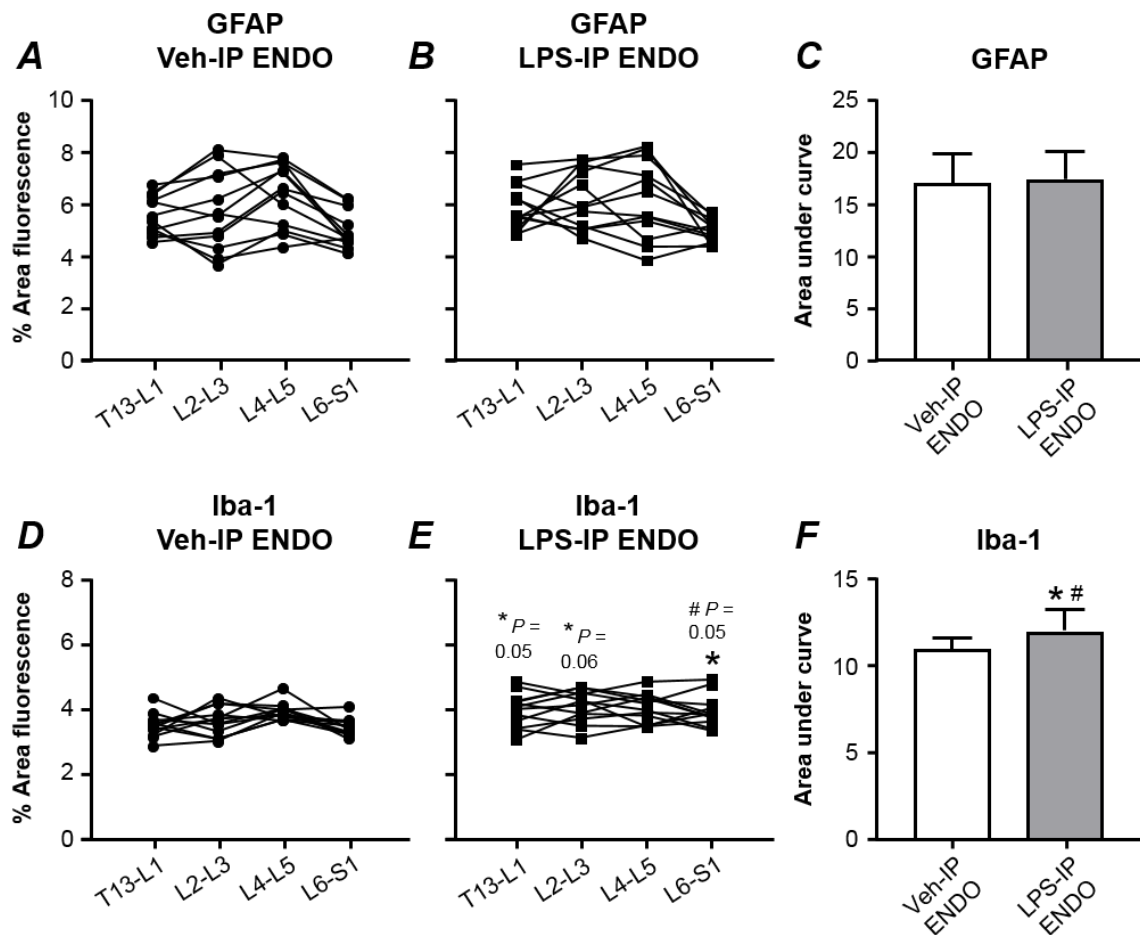 A
GFAP
Veh-IP ENDO
% Area fluorescence
10
8
6
4
2
0
T13-L1
L2-L3
L4-L5
L6-S1
B
GFAP
LPS-IP ENDO
T13-L1
L2-L3
L4-L5
L6-S1
C
GFAP
Area under curve
25
20
15
10
5
0
Veh-IP
ENDO
LPS-IP
ENDO
D
Iba-1
Veh-IP ENDO
% Area fluorescence
8
6
4
2
0
T13-L1
L2-L3
L4-L5
L6-S1
E
Iba-1
LPS-IP ENDO
* P =
0.05
* P =
0.06
# P =
0.05
*
T13-L1
L2-L3
L4-L5
L6-S1
F
Iba-1
Area under curve
15
10
5
0
* #
Veh-IP
ENDO
LPS-IP
ENDO